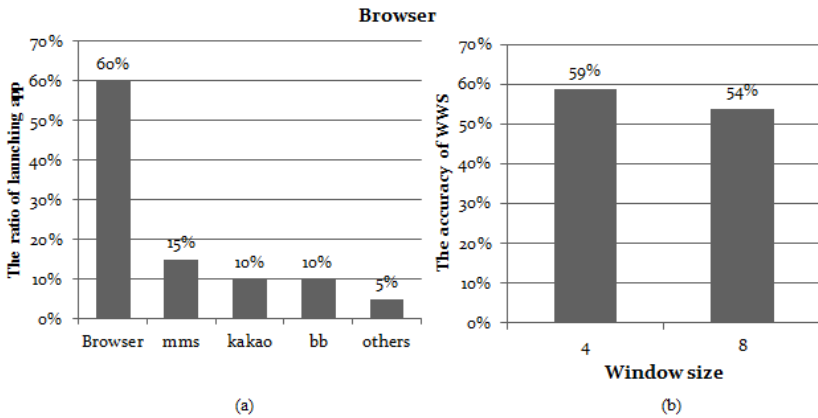 Browser
The ratio of launching app
70%
60%
50%
40%
30%
20%
10%
0%
60%
15%
10%
10%
5%
Browser
mms
kakao
bb
others
(a)
The accuracy of WWS
70%
60%
50%
40%
30%
20%
10%
0%
59%
54%
4
8
Window size
(b)